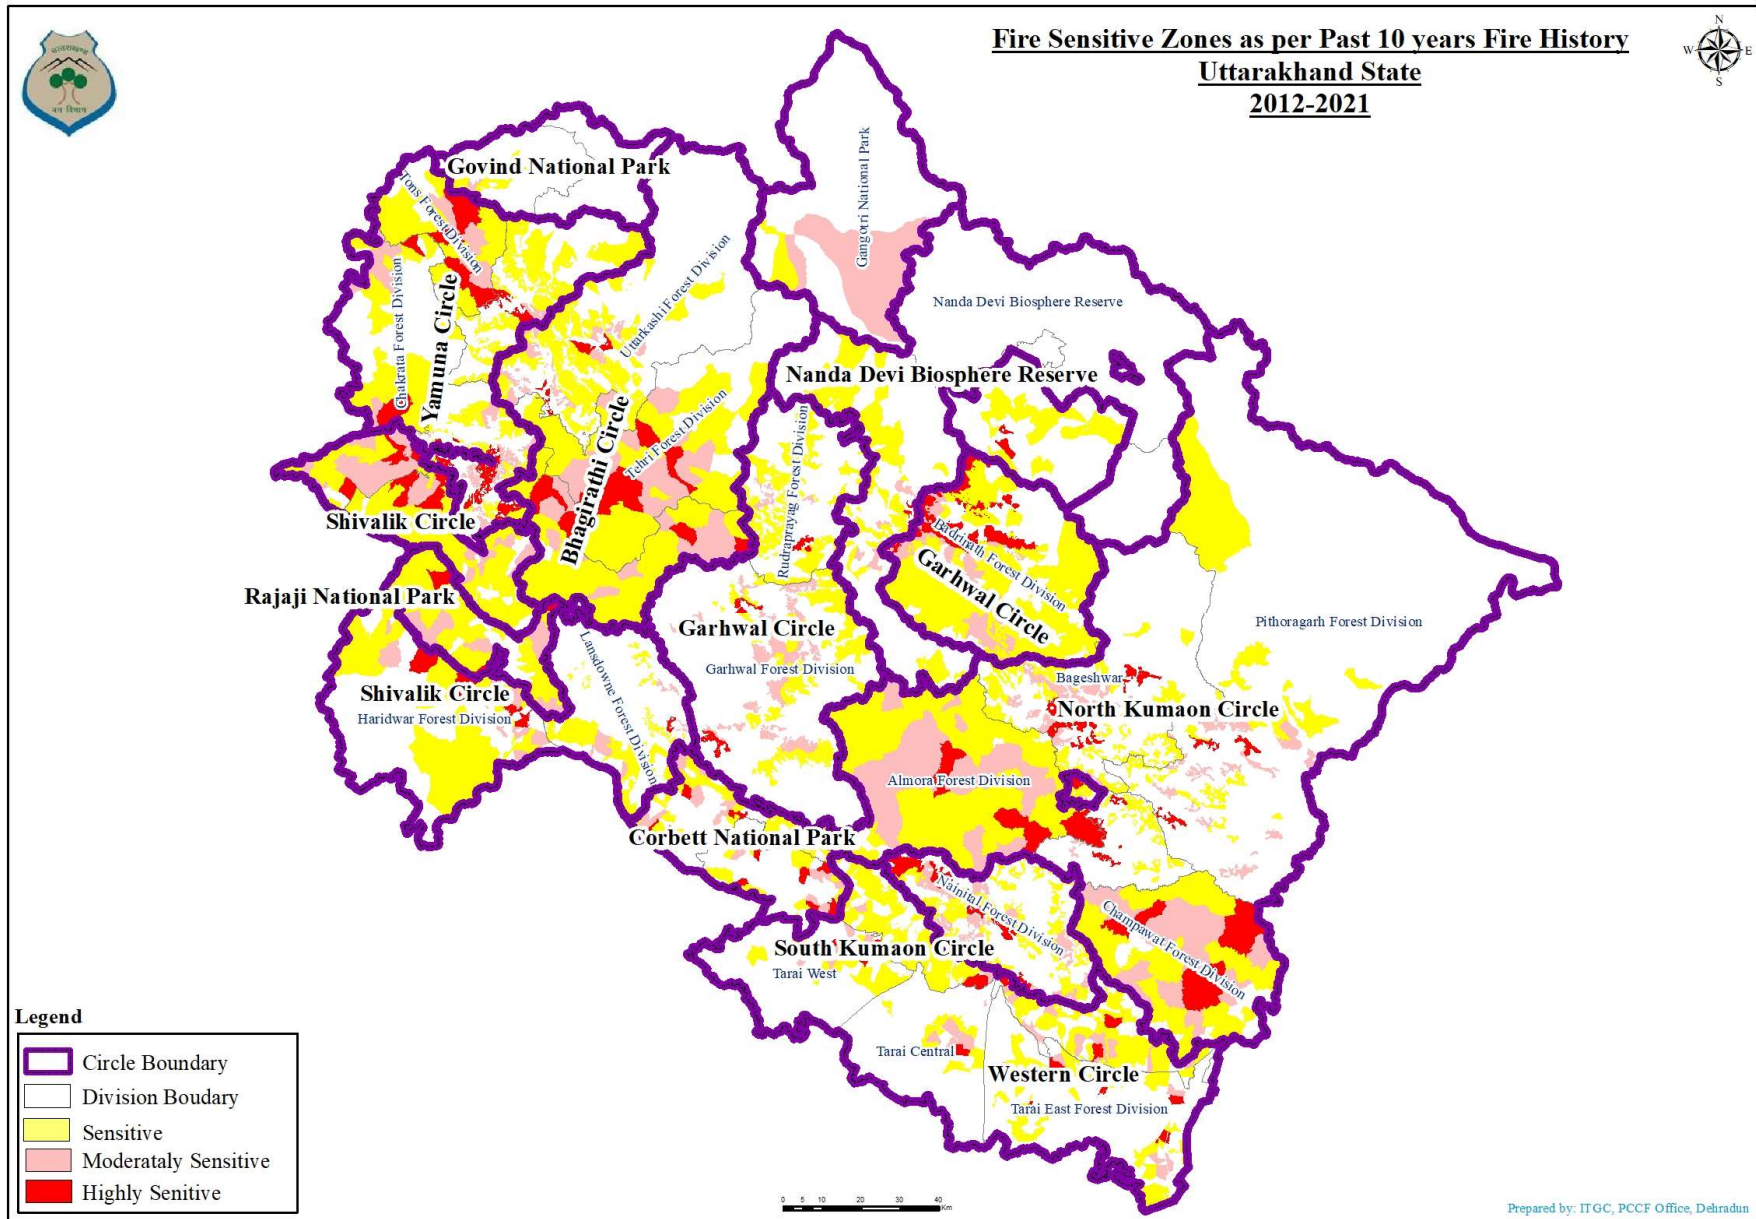 उत्तराखण्ड
वन विभाग
Fire Sensitive Zones as per Past 10 years Fire History
Uttarakhand State
2012-2021
N
W
E
S
Govind National Park
Tons Forest Division
Gangotri National Park
Chakrata Forest Division
Yamuna Circle
Uttarkashi Forest Division
Nanda Devi Biosphere Reserve
Nanda Devi Biosphere Reserve
Bhagirathi Circle
Tehri Forest Division
Rudraprayag Forest Division
Shivalik Circle
Badrinath Forest Division
Garhwal Circle
Rajaji National Park
Garhwal Circle
Pithoragarh Forest Division
Lansdowne Forest Division
Garhwal Forest Division
Bageshwar
Shivalik Circle
Haridwar Forest Division
North Kumaon Circle
Almora Forest Division
Corbett National Park
Nainital Forest Division
Champawat Forest Division
South Kumaon Circle
Tarai West
Tarai Central
Western Circle
Tarai East Forest Division
Legend
Circle Boundary
Division Boudary
Sensitive
Moderataly Sensitive
Highly Senitive
0 5 10 20 30 40
Km
Prepared by: ITGC, PCCF Office, Dehradun